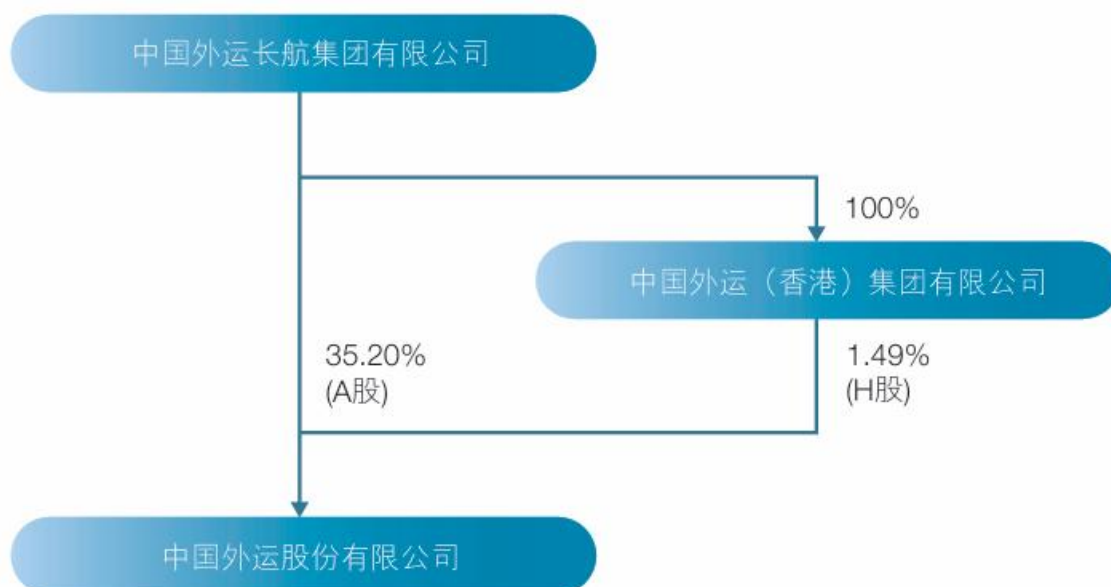 中国外运长航集团有限公司
100%
中国外运（香港）集团有限公司
35.20%
(A股)
1.49%
(H股)
中国外运股份有限公司